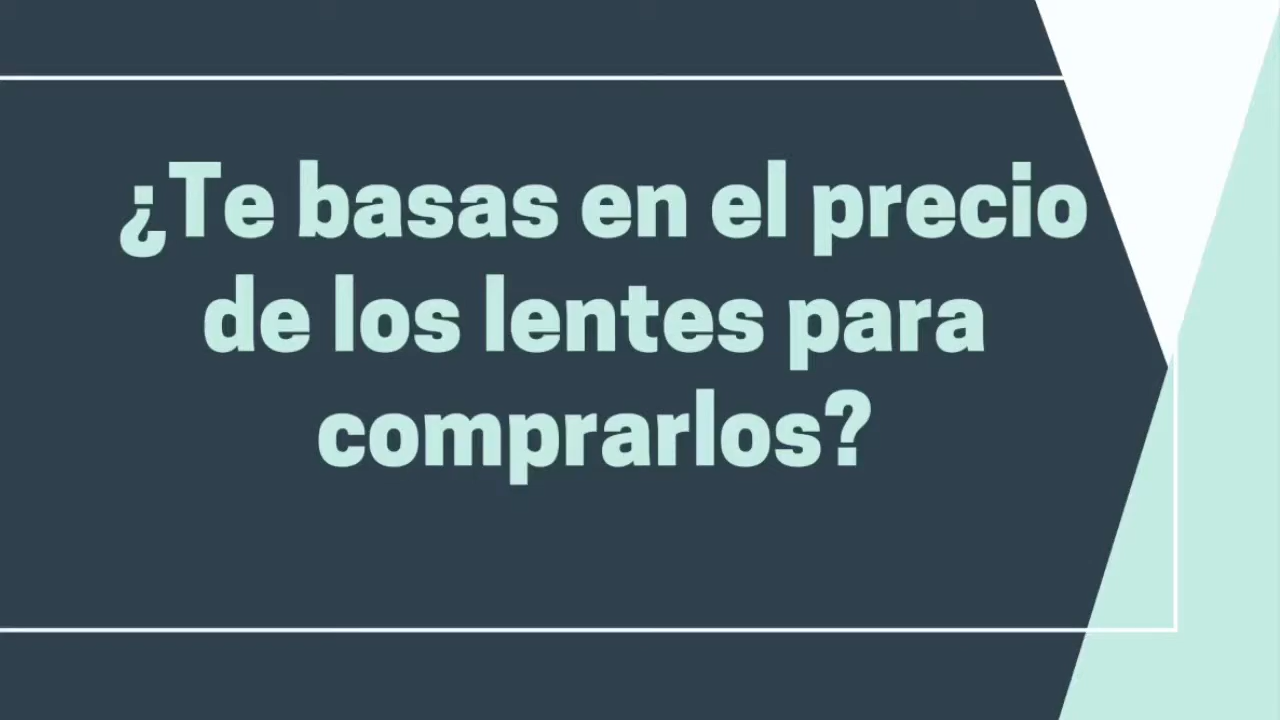 ¿Te basas en el precio
de los lentes para
comprarlos?